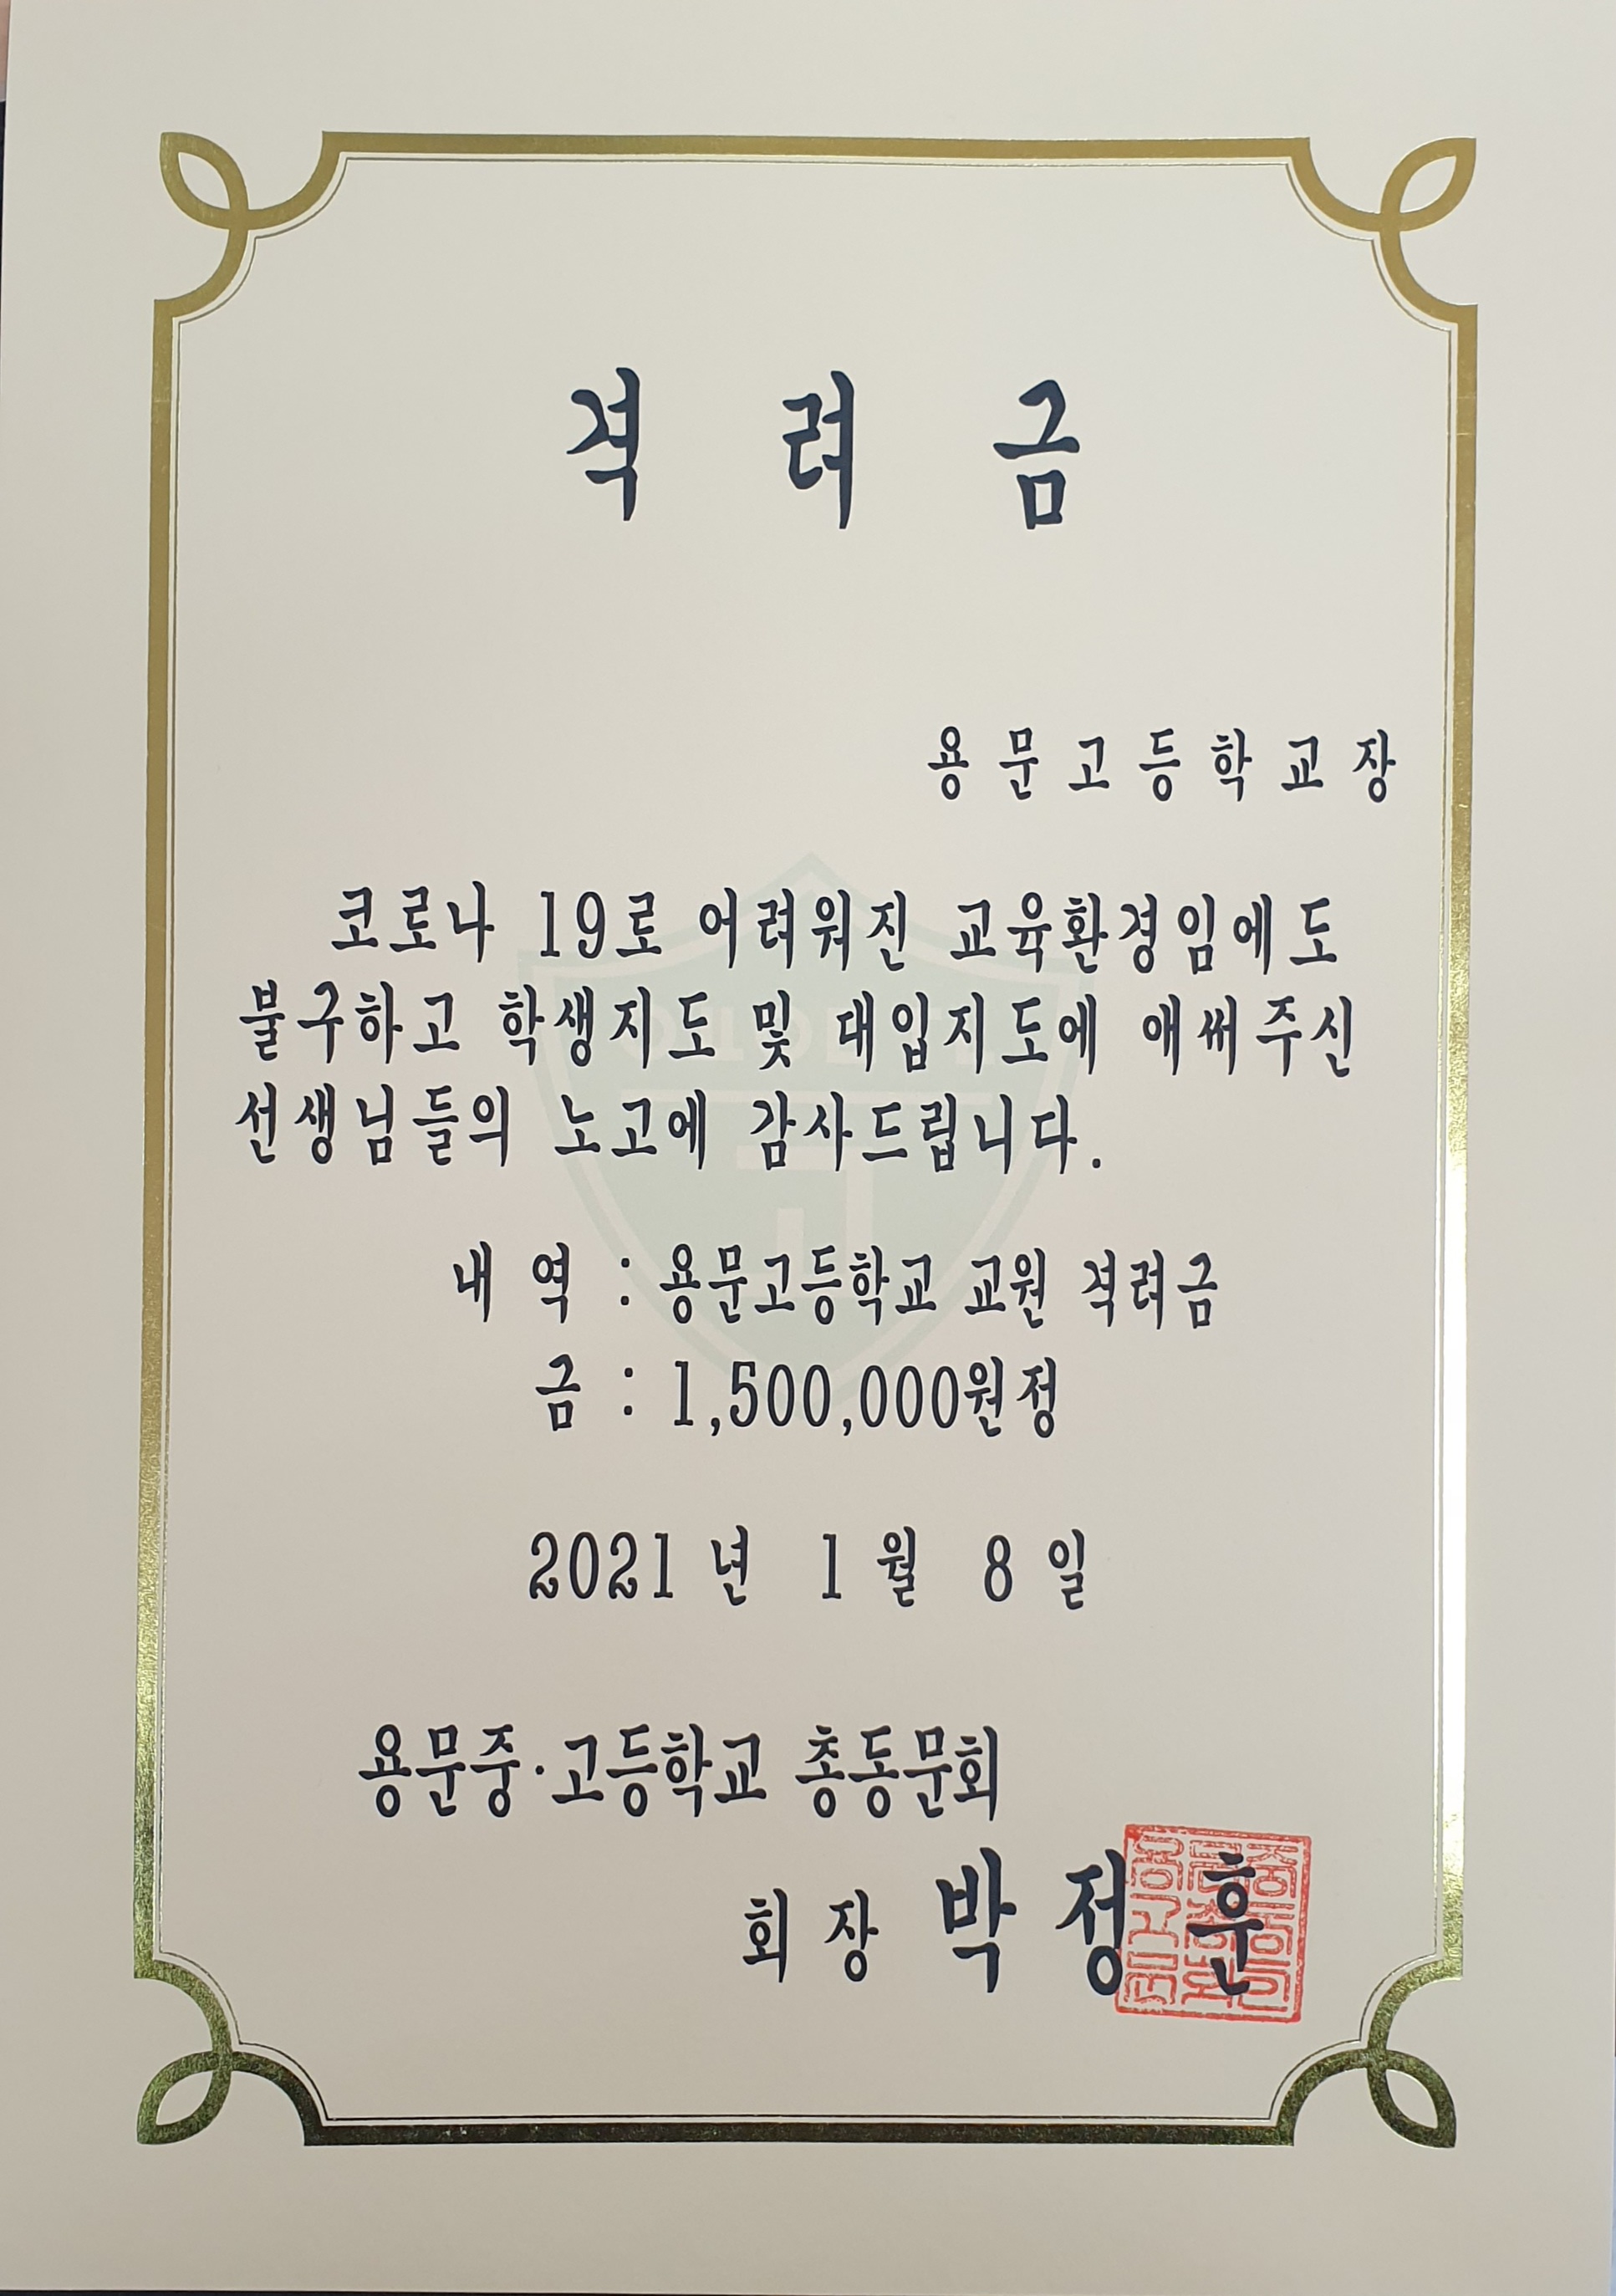 격 려 금
용 문 고 등 학 교 장
코로나 19로 어려워진 교육환경임에도
불구하고 학생지도 및 대입지도에 애써주신
선생님들의 노고에 감사드립니다.
내 역 : 용문고등학교 교원 격려금
금 : 1,500,000원정
2021 년 1 월 8 일
용문중·고등학교 총동문회
회 장 박 정 훈